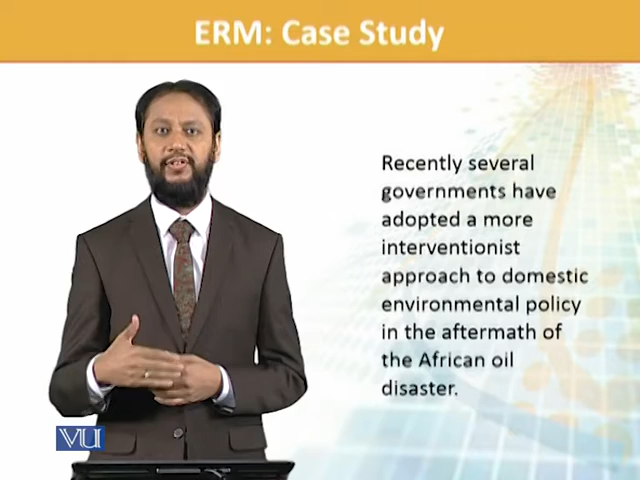 ERM: Case Study
Recently several
governments have
adopted a more
interventionist
approach to domestic
environmental policy
in the aftermath of
the African oil
disaster.
VU